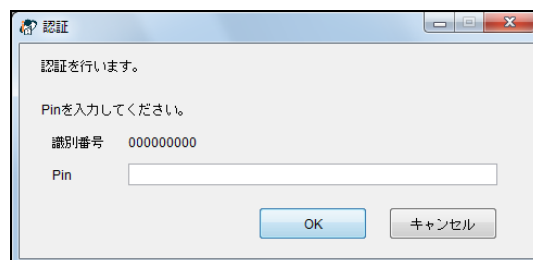 認証
認証を行います。
Pinを入力してください。
識別番号 000000000
Pin
OK キャンセル